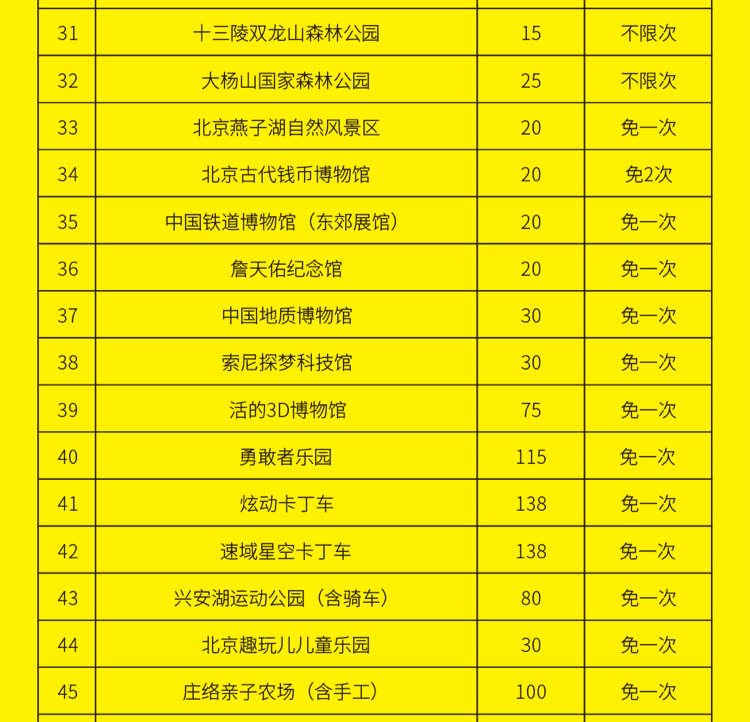 31 十三陵双龙山森林公园 15 不限次
32 大杨山国家森林公园 25 不限次
33 北京燕子湖自然风景区 20 免一次
34 北京古代钱币博物馆 20 免2次
35 中国铁道博物馆（东郊展馆） 20 免一次
36 詹天佑纪念馆 20 免一次
37 中国地质博物馆 30 免一次
38 索尼探梦科技馆 30 免一次
39 活的3D博物馆 75 免一次
40 勇敢者乐园 115 免一次
41 炫动卡丁车 138 免一次
42 速域星空卡丁车 138 免一次
43 兴安湖运动公园（含骑车） 80 免一次
44 北京趣玩儿儿童乐园 30 免一次
45 庄络亲子农场（含手工） 100 免一次